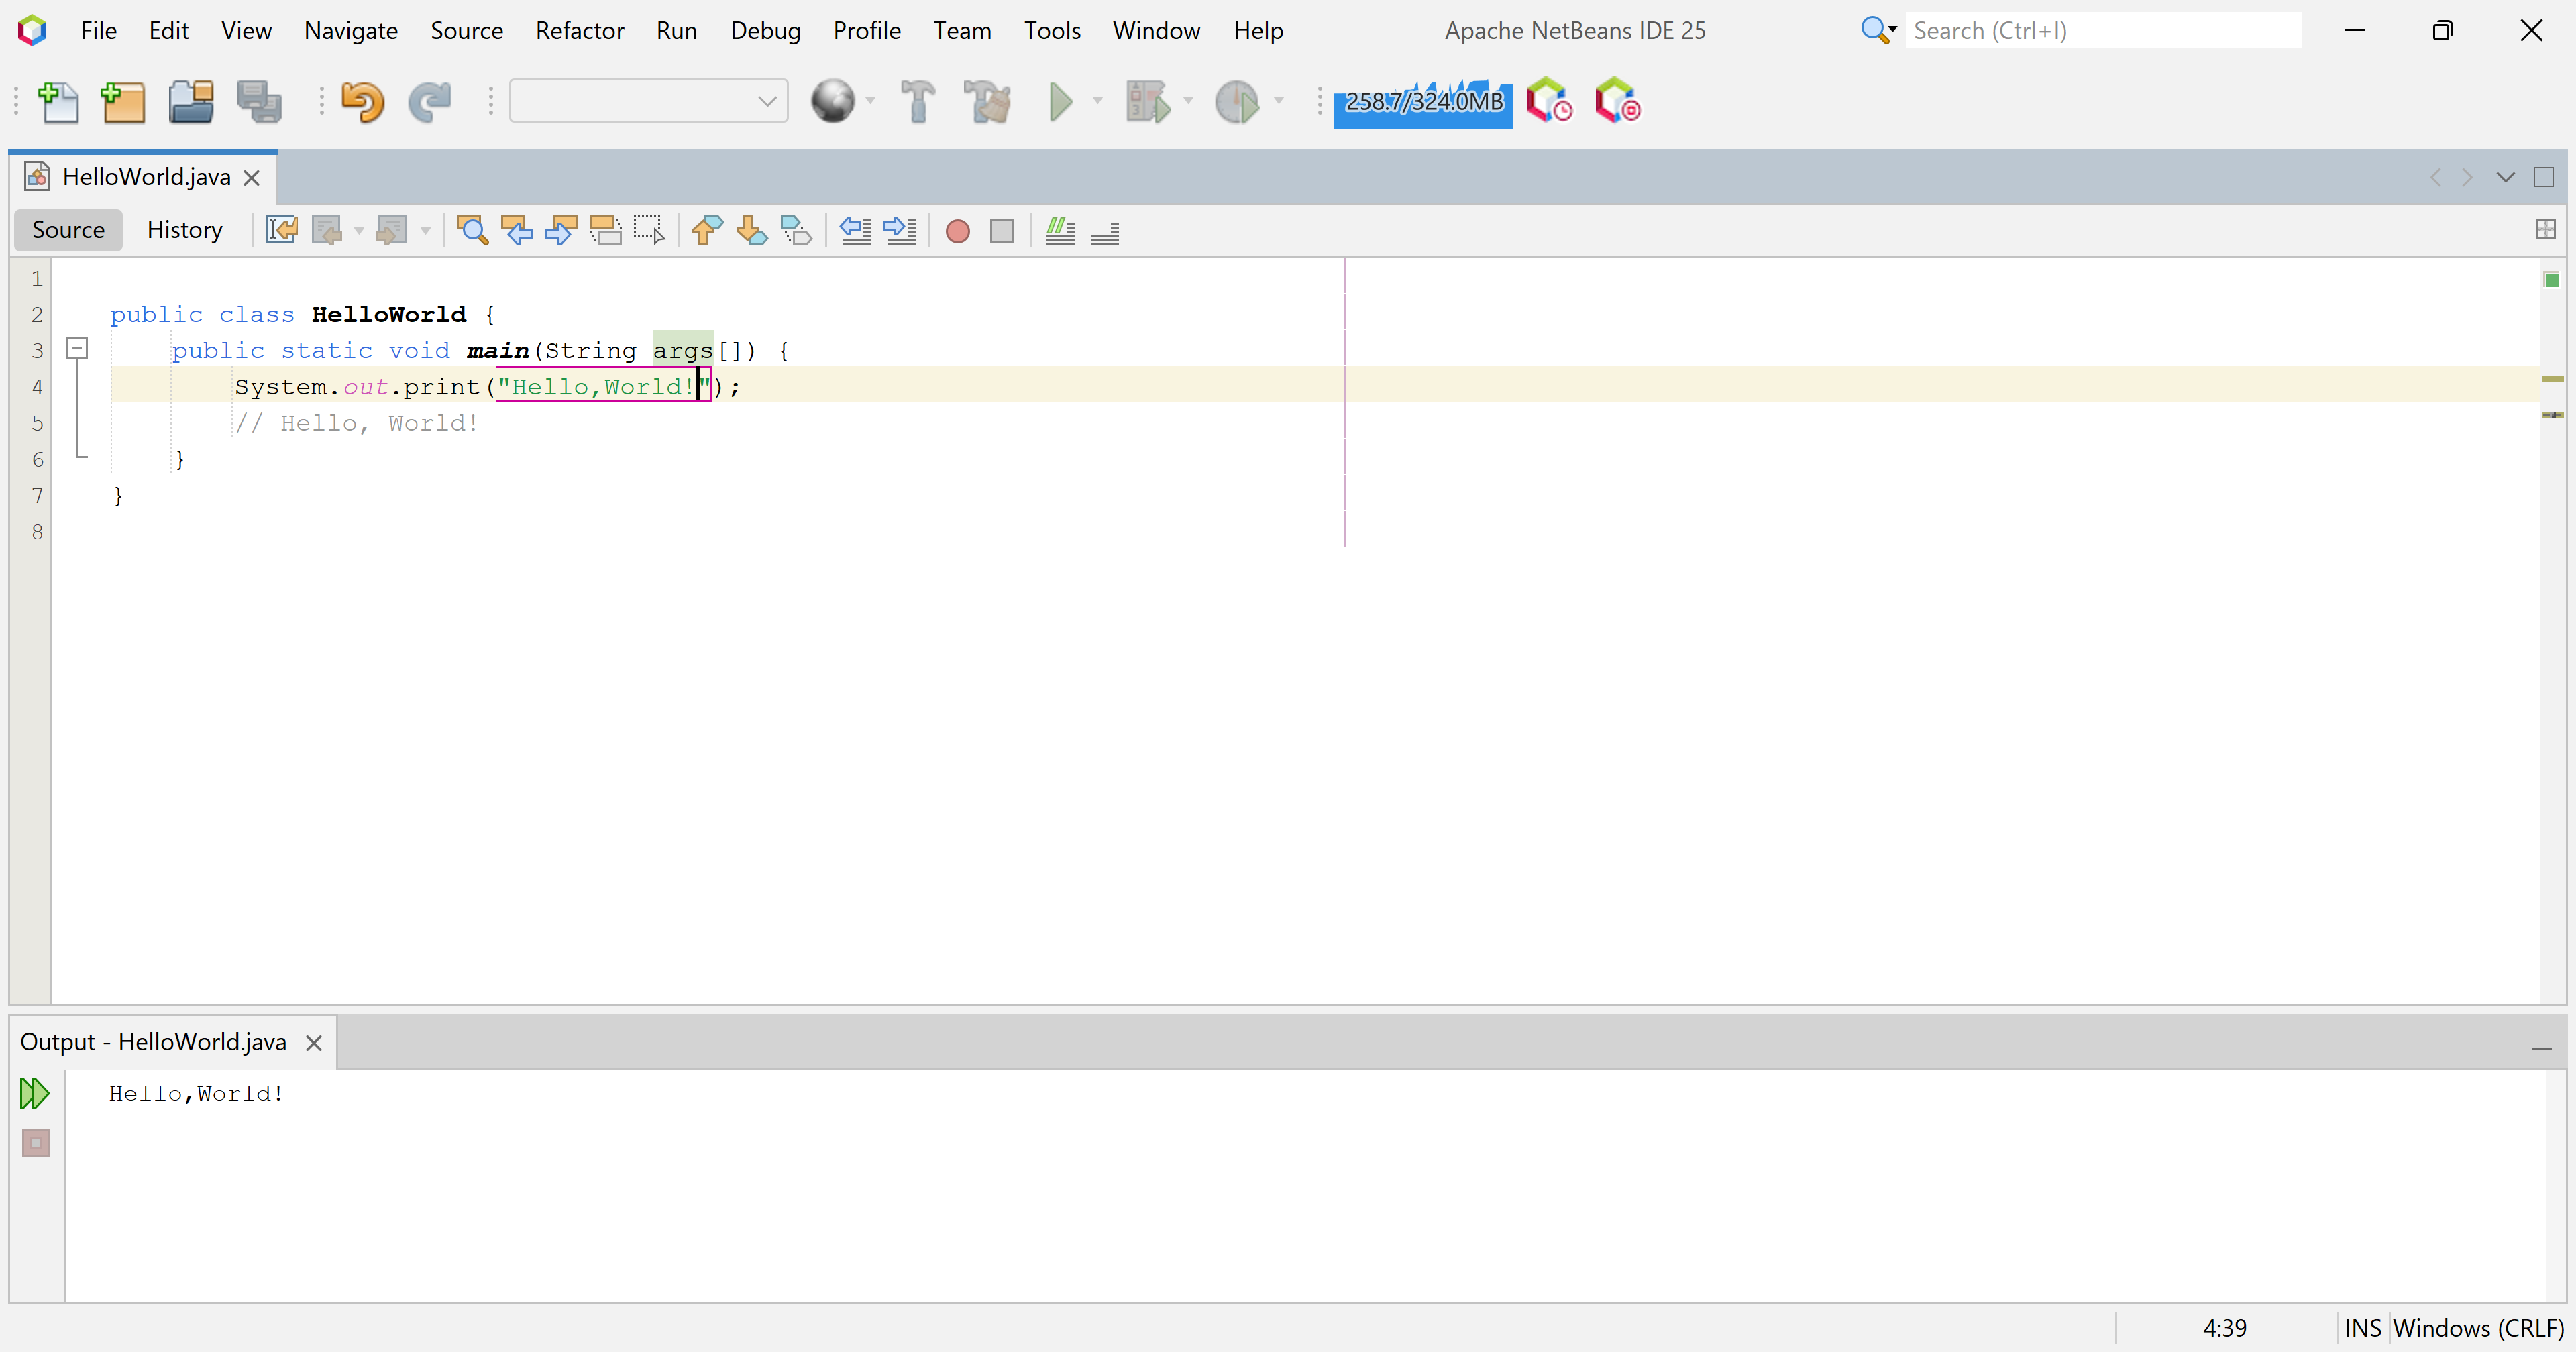 File Edit View Navigate Source Refactor Run Debug Profile Team Tools Window Help Apache NetBeans IDE 25 Search (Ctrl+I)
258.7/324.0MB
HelloWorld.java
Source History
1
2 public class HelloWorld {
3 public static void main(String args[]) {
4 System.out.print("Hello,World!");
5 // Hello, World!
6 }
7 }
8
Output - HelloWorld.java
Hello,World!
4:39 INS Windows (CRLF)